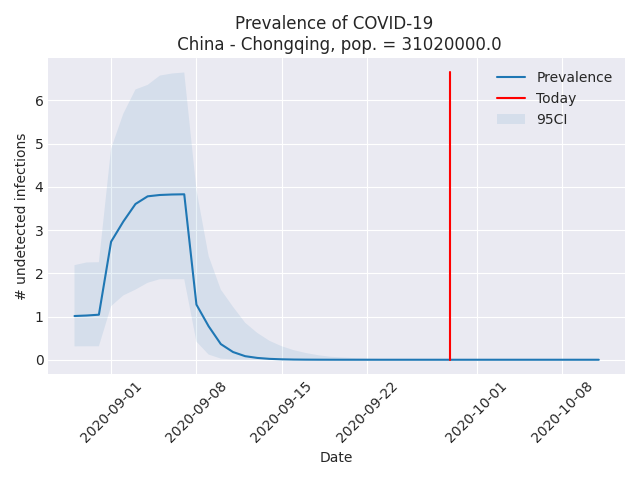 Prevalence of COVID-19
China - Chongqing, pop. = 31020000.0
# undetected infections
6
5
4
3
2
1
0
Prevalence
Today
95CI
2020-09-01
2020-09-08
2020-09-15
2020-09-22
2020-10-01
2020-10-08
Date